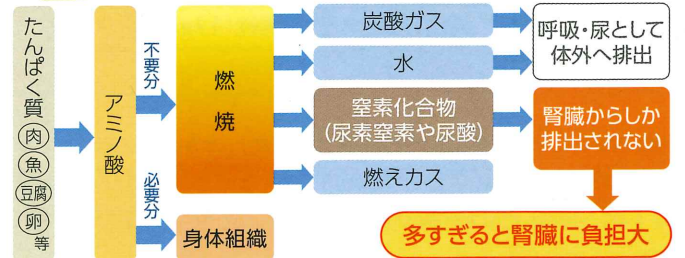 たんぱく質
肉
魚
豆腐
卵
等
アミノ酸
不要分
必要分
燃焼
身体組織
炭酸ガス
水
窒素化合物
(尿素窒素や尿酸)
燃えカス
呼吸・尿として
体外へ排出
腎臓からしか
排出されない
多すぎると腎臓に負担大